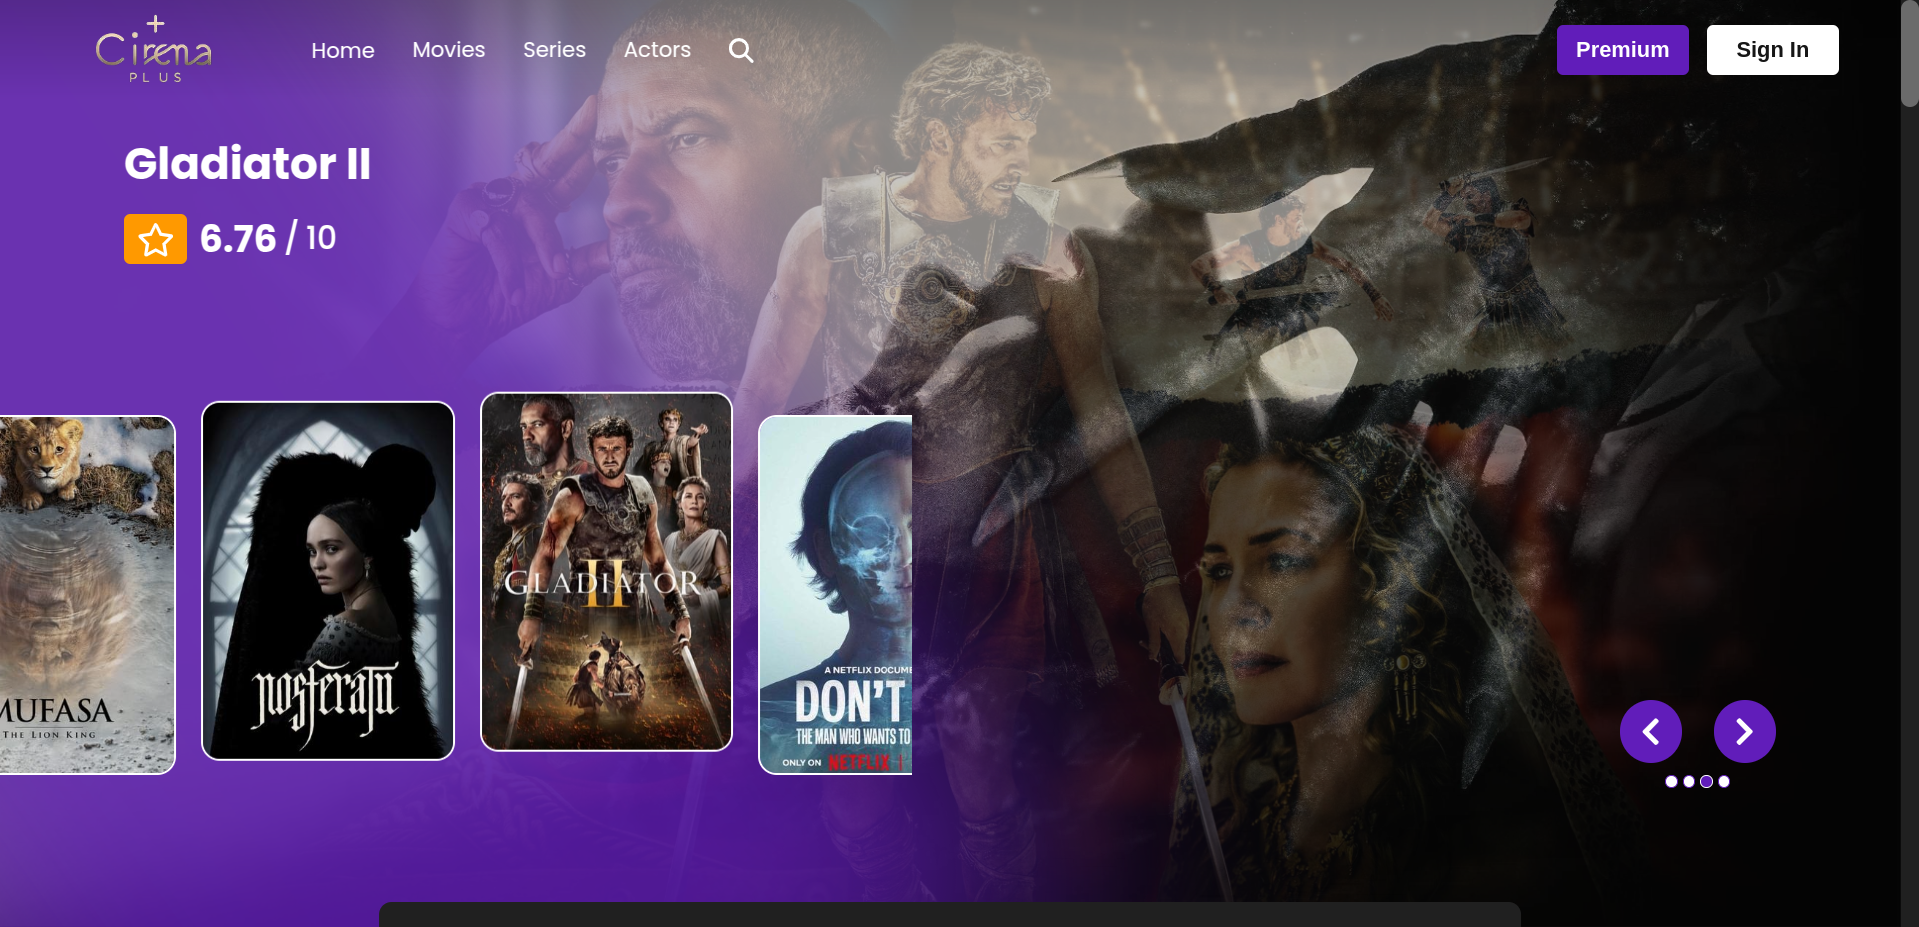 Cinema
PLUS
Home
Movies
Series
Actors
Premium
Sign In
Gladiator II
6.76 / 10
MUFASA
THE LION KING
nosferatu
GLADIATOR
II
A NETFLIX DOCUME
DON'T
THE MAN WHO WANTS TO
ONLY ON NETFLIX